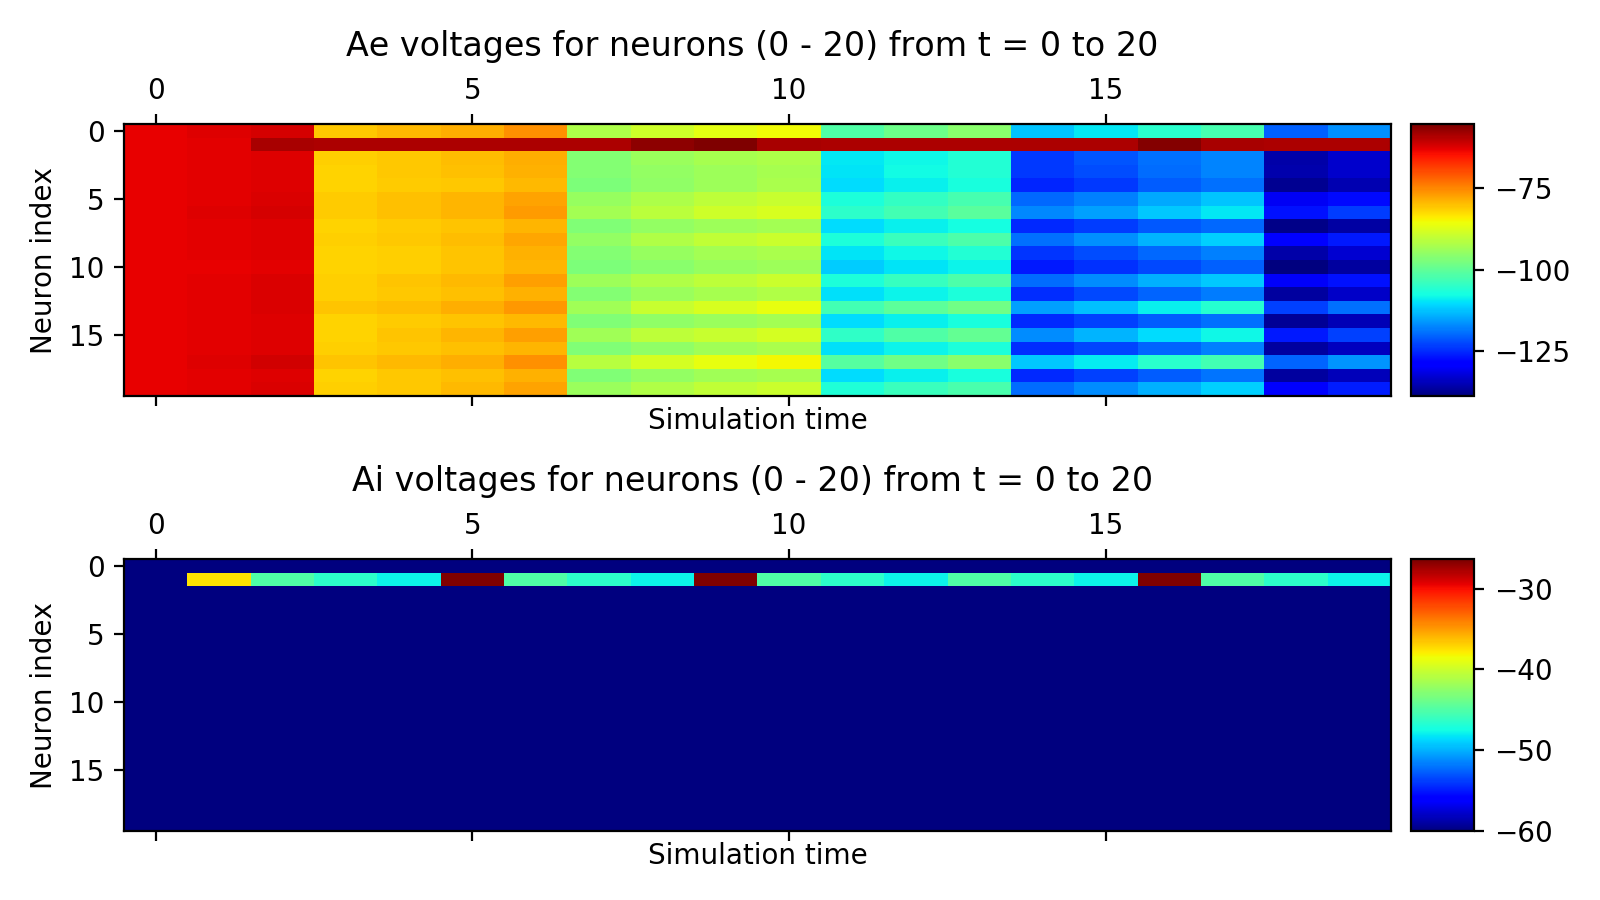 Ae voltages for neurons (0 - 20) from t = 0 to 20
0 5 10 15
Neuron index
0
5
10
15
Simulation time
−75
−100
−125
Ai voltages for neurons (0 - 20) from t = 0 to 20
0 5 10 15
Neuron index
0
5
10
15
Simulation time
−30
−40
−50
−60